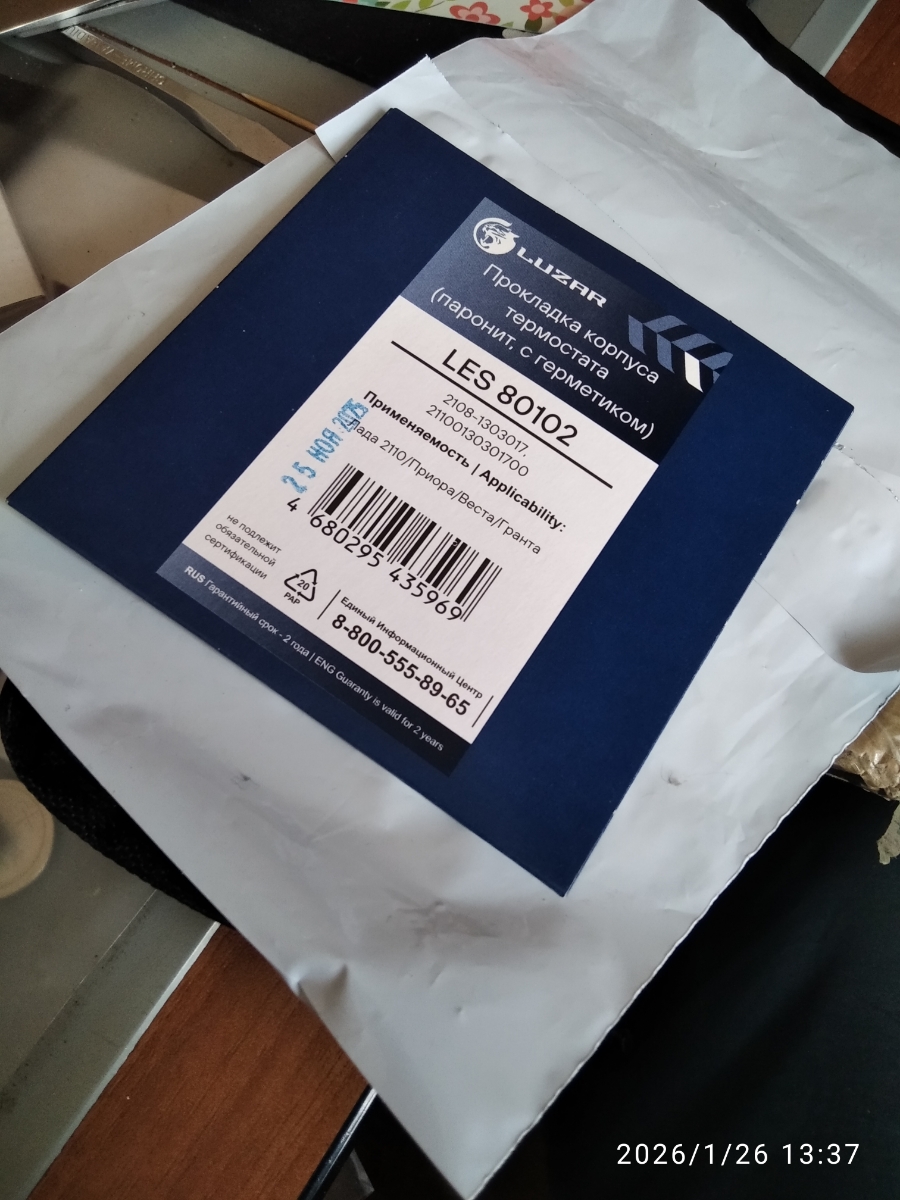 LUZAR
Прокладка корпуса
термостата
(паронит, с герметиком)
LES 80102
2108-1303017,
21100130301700
Применяемость | Applicability:
Лада 2110/Приора/Веста/Гранта
25 НОЯ 2025
4 680295 435969
не подлежит
обязательной
сертификации
20
PAP
Единый Информационный Центр
8-800-555-89-65
RUS Гарантийный срок - 2 года | ENG Guaranty is valid for 2 years
2026/1/26 13:37